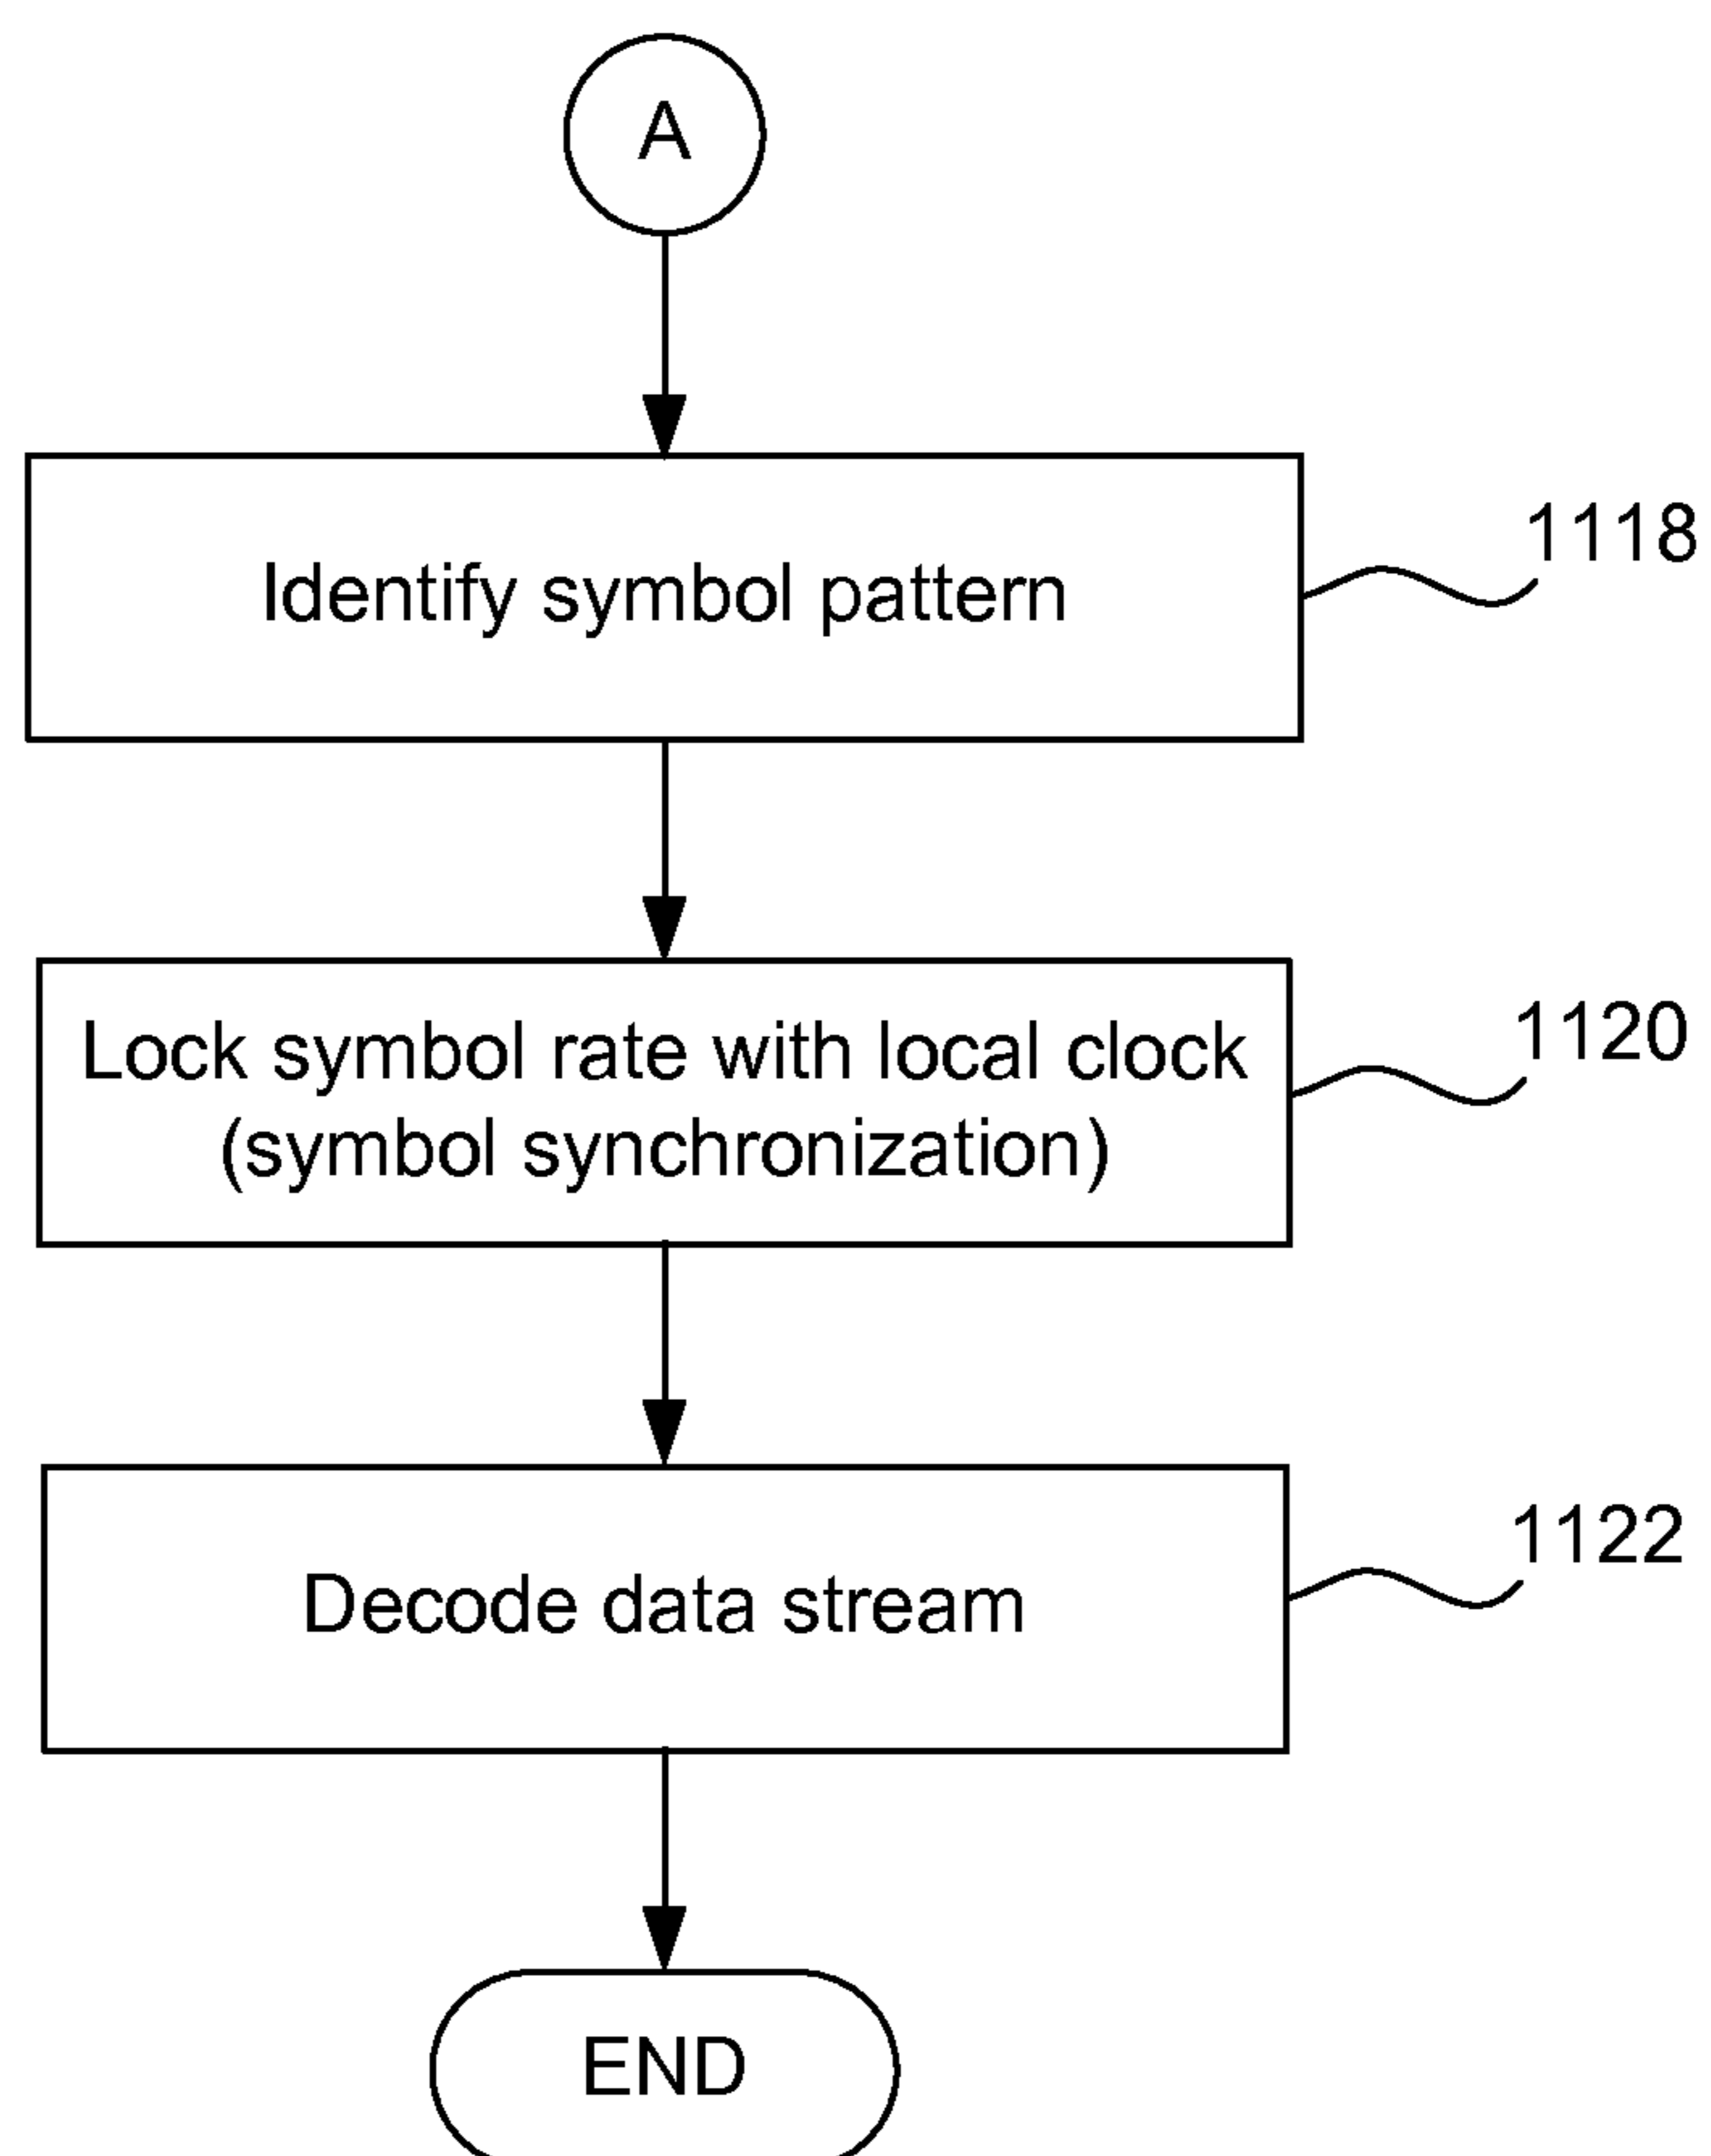 A
Identify symbol pattern
1118
Lock symbol rate with local clock
(symbol synchronization)
1120
Decode data stream
1122
END